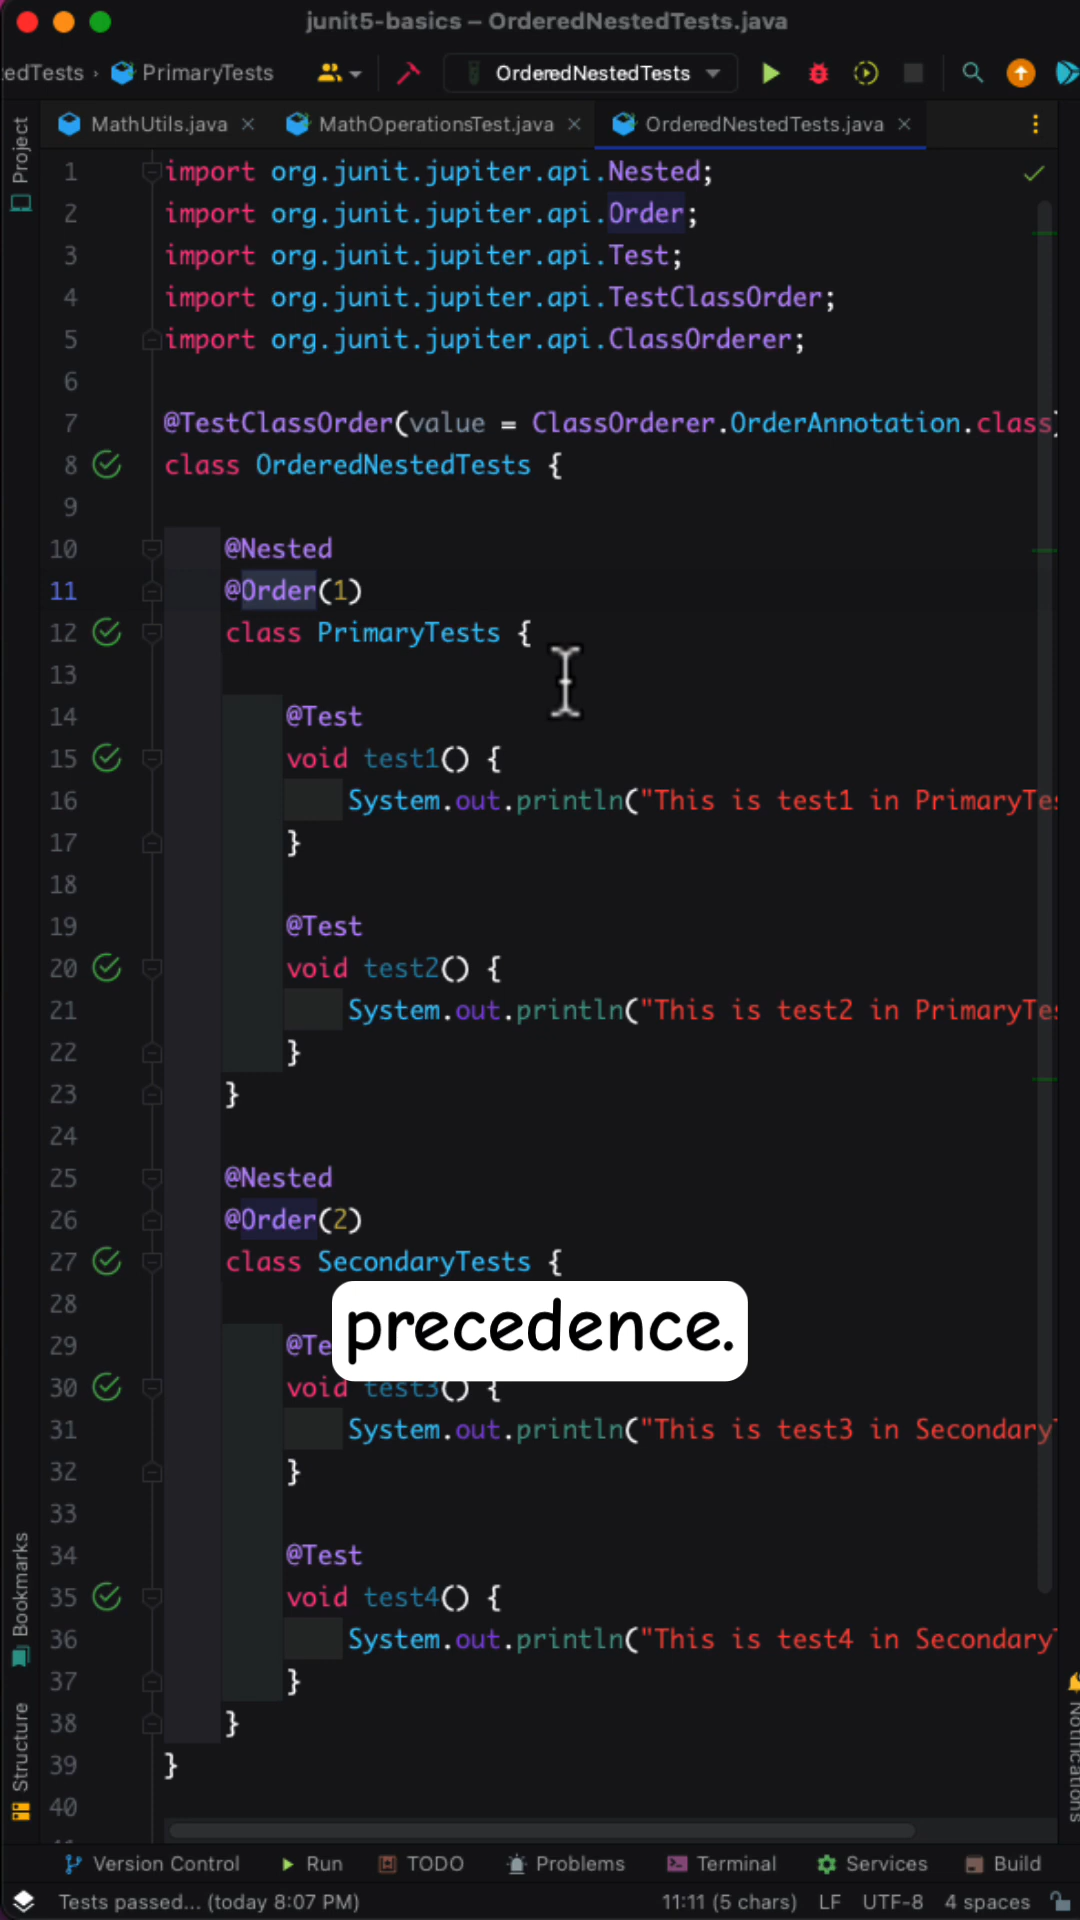 junit5-basics – OrderedNestedTests.java
edTests › PrimaryTests OrderedNestedTests
MathUtils.java × MathOperationsTest.java × OrderedNestedTests.java ×
Project
1 import org.junit.jupiter.api.Nested;
2 import org.junit.jupiter.api.Order;
3 import org.junit.jupiter.api.Test;
4 import org.junit.jupiter.api.TestClassOrder;
5 import org.junit.jupiter.api.ClassOrderer;
6
7 @TestClassOrder(value = ClassOrderer.OrderAnnotation.class)
8 class OrderedNestedTests {
9
10 @Nested
11 @Order(1)
12 class PrimaryTests {
13
14 @Test
15 void test1() {
16 System.out.println("This is test1 in PrimaryTes
17 }
18
19 @Test
20 void test2() {
21 System.out.println("This is test2 in PrimaryTes
22 }
23 }
24
25 @Nested
26 @Order(2)
27 class SecondaryTests {
28
precedence.
29 @Te
30 void test3() {
31 System.out.println("This is test3 in Secondary
32 }
33
34 @Test
35 void test4() {
36 System.out.println("This is test4 in Secondary
37 }
38 }
39 }
40
Bookmarks
Structure
Notifications
Version Control Run TODO Problems Terminal Services Build
Tests passed... (today 8:07 PM) 11:11 (5 chars) LF UTF-8 4 spaces